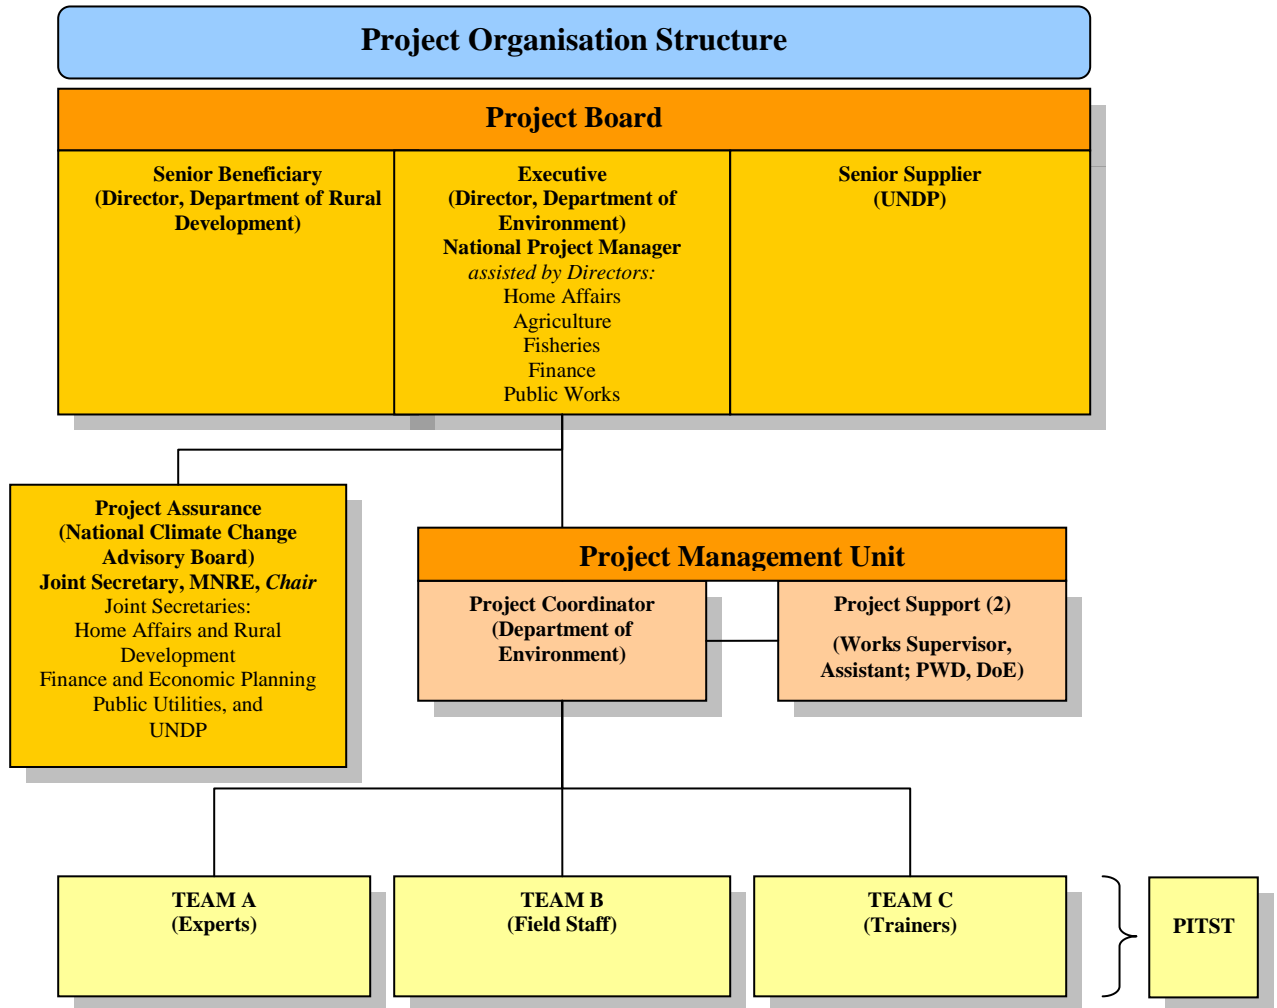 Project Organisation Structure
Project Board
Senior Beneficiary
(Director, Department of Rural
Development)
Executive
(Director, Department of
Environment)
National Project Manager
assisted by Directors:
Home Affairs
Agriculture
Fisheries
Finance
Public Works
Senior Supplier
(UNDP)
Project Assurance
(National Climate Change
Advisory Board)
Joint Secretary, MNRE, Chair
Joint Secretaries:
Home Affairs and Rural
Development
Finance and Economic Planning
Public Utilities, and
UNDP
Project Management Unit
Project Coordinator
(Department of
Environment)
Project Support (2)
(Works Supervisor,
Assistant; PWD, DoE)
TEAM A
(Experts)
TEAM B
(Field Staff)
TEAM C
(Trainers)
PITST